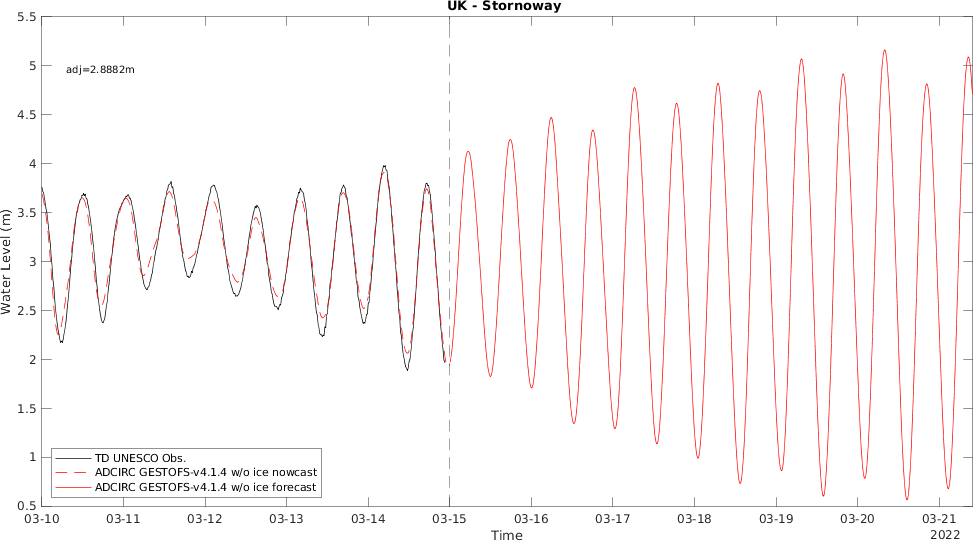 UK - Stornoway
5.5
5
4.5
4
3.5
3
2.5
2
1.5
1
0.5
Water Level (m)
adj=2.8882m
TD UNESCO Obs.
ADCIRC GESTOFS-v4.1.4 w/o ice nowcast
ADCIRC GESTOFS-v4.1.4 w/o ice forecast
03-10 03-11 03-12 03-13 03-14 03-15 03-16 03-17 03-18 03-19 03-20 03-21
2022
Time